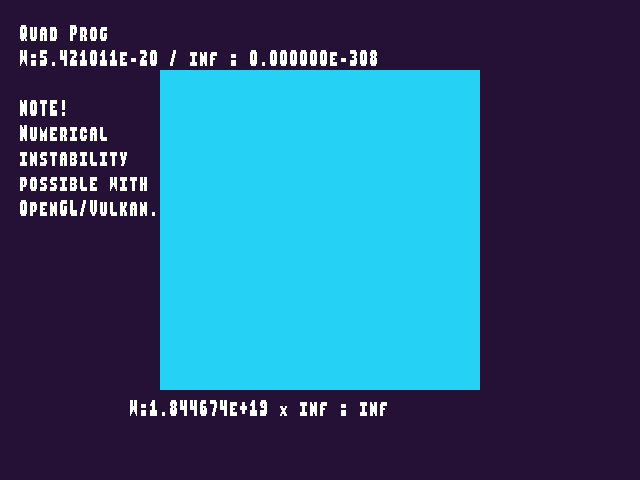 Quad Prog
W:5.421011e-20 / inf : 0.000000e-308
NOTE!
Numerical
instability
possible with
OpenGL/Vulkan.
W:1.844674e+19 x inf : inf